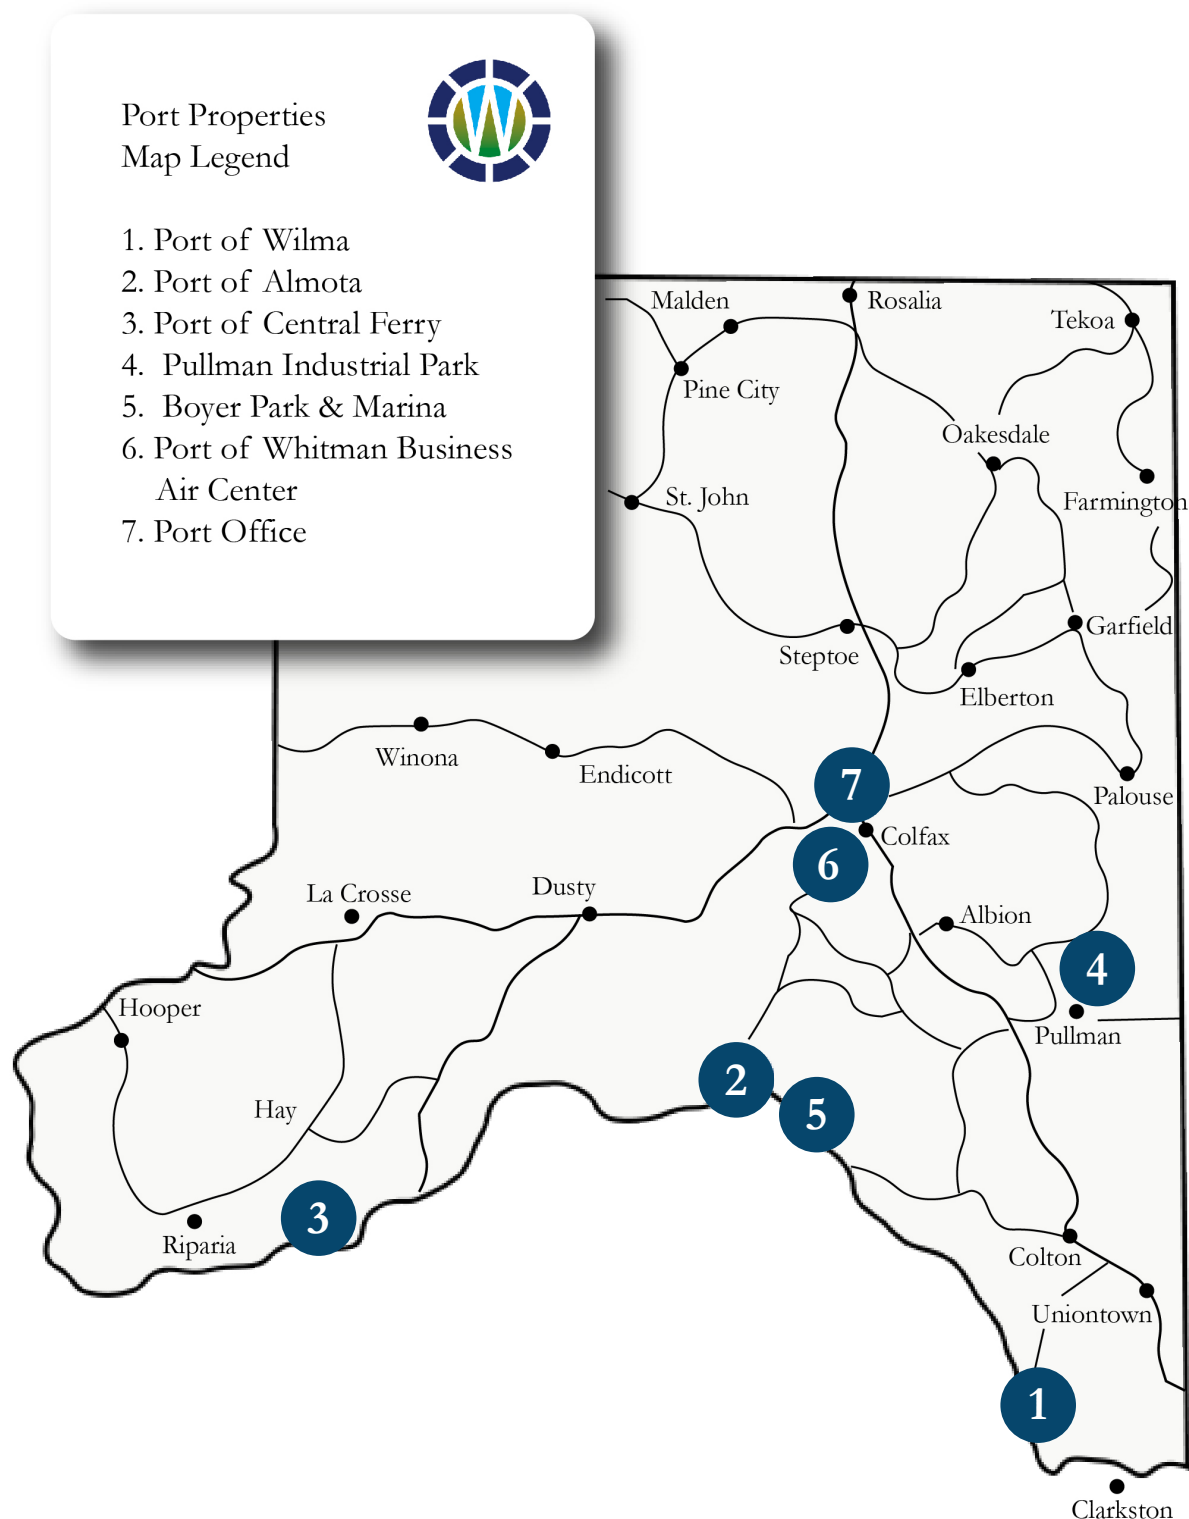 Port Properties
Map Legend
W
1. Port of Wilma
2. Port of Almota
3. Port of Central Ferry
4. Pullman Industrial Park
5. Boyer Park & Marina
6. Port of Whitman Business
Air Center
7. Port Office
Malden
Rosalia
Tekoa
Pine City
Oakesdale
St. John
Farmington
Garfield
Steptoe
Elberton
Winona
Endicott
7
Palouse
Colfax
6
La Crosse
Dusty
Albion
4
Hooper
Pullman
2
Hay
5
3
Riparia
Colton
Uniontown
1
Clarkston